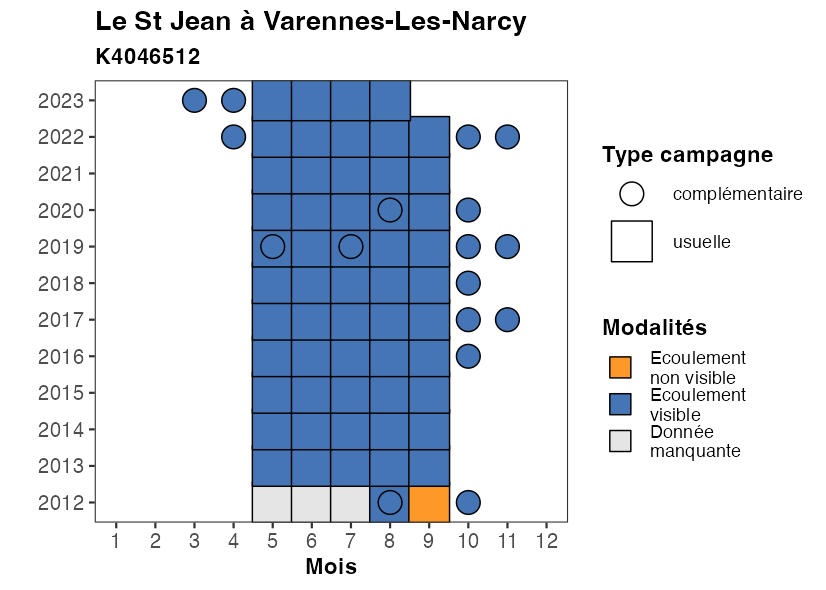 Le St Jean à Varennes-Les-Narcy
K4046512
2023
2022
2021
2020
2019
2018
2017
2016
2015
2014
2013
2012
1 2 3 4 5 6 7 8 9 10 11 12
Mois
Type campagne
complémentaire
usuelle
Modalités
Ecoulement
non visible
Ecoulement
visible
Donnée
manquante